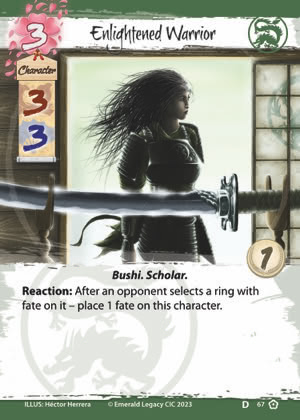 3
Enlightened Warrior
Character
3
3
1
Bushi. Scholar.
Reaction: After an opponent selects a ring with
fate on it – place 1 fate on this character.
ILLUS: Héctor Herrera © Emerald Legacy CIC 2023 D 67